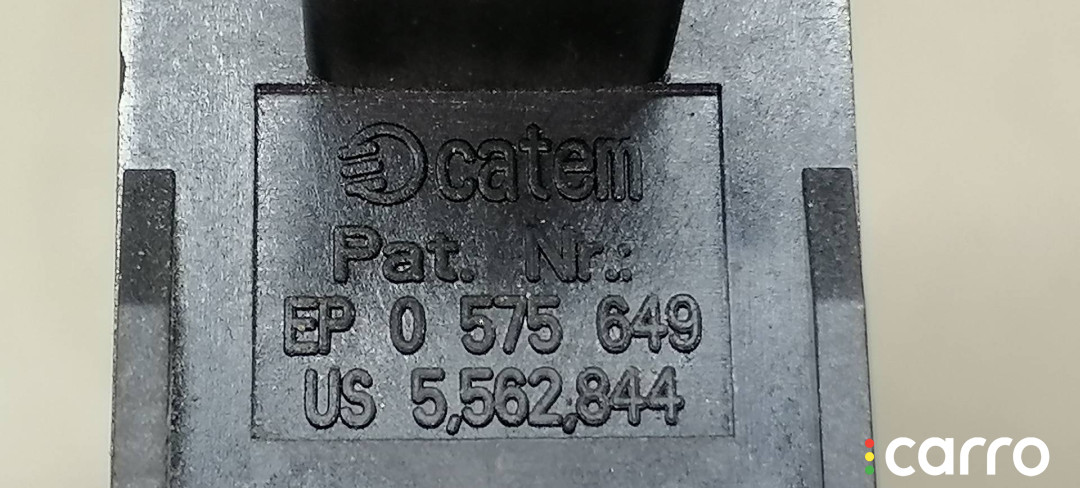 catem
Pat. Nr.:
EP 0 575 649
US 5,562,844
carro